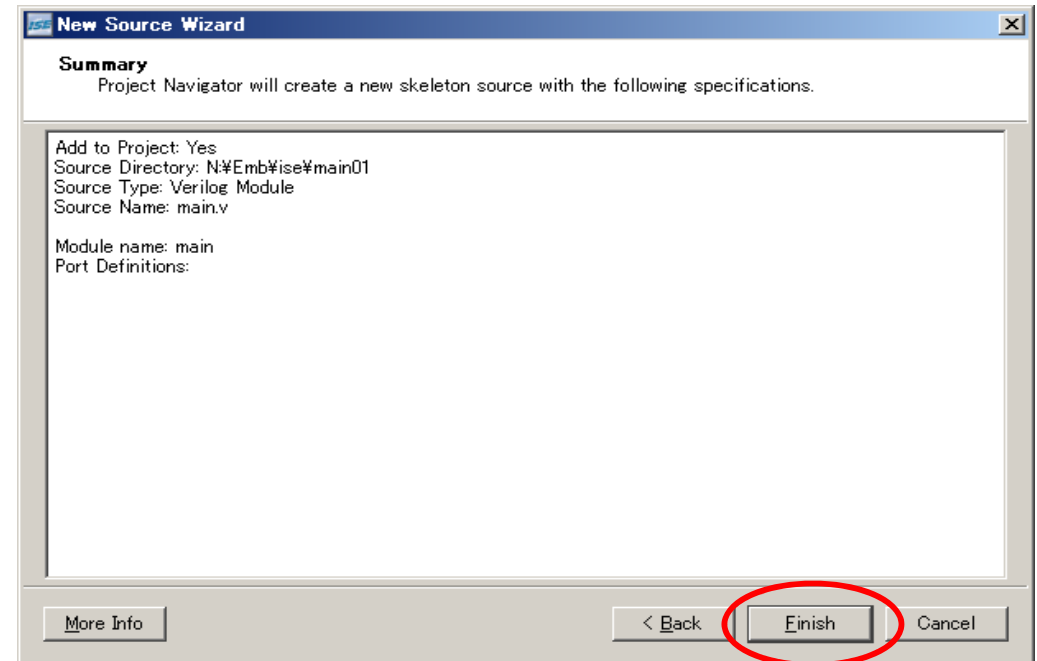 ISE New Source Wizard
Summary
Project Navigator will create a new skeleton source with the following specifications.
Add to Project: Yes
Source Directory: N:¥Emb¥ise¥main01
Source Type: Verilog Module
Source Name: main.v
Module name: main
Port Definitions:
More Info < Back Finish Cancel